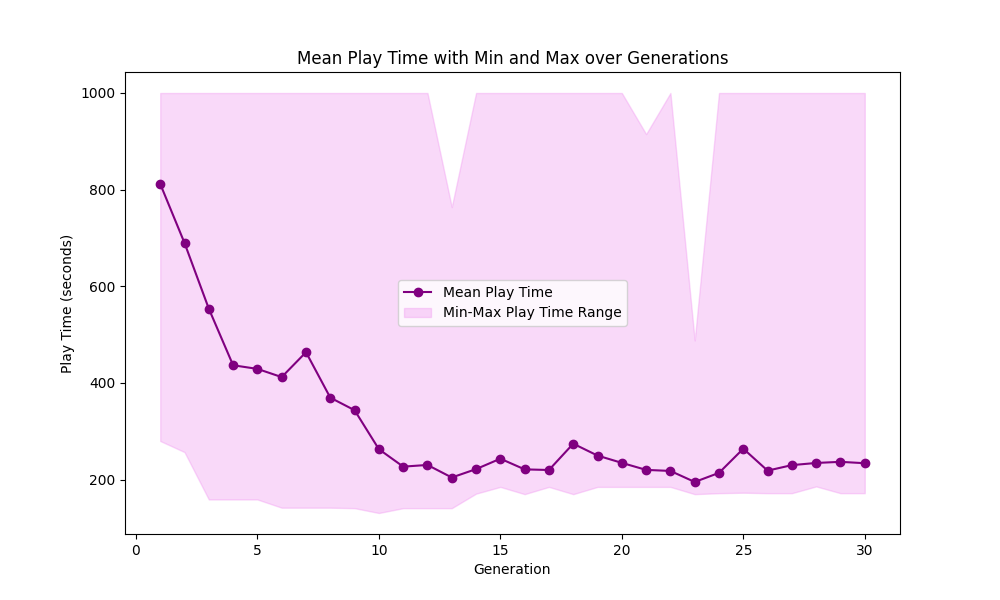 Mean Play Time with Min and Max over Generations
Play Time (seconds)
1000
800
600
400
200
Mean Play Time
Min-Max Play Time Range
0
5
10
15
20
25
30
Generation